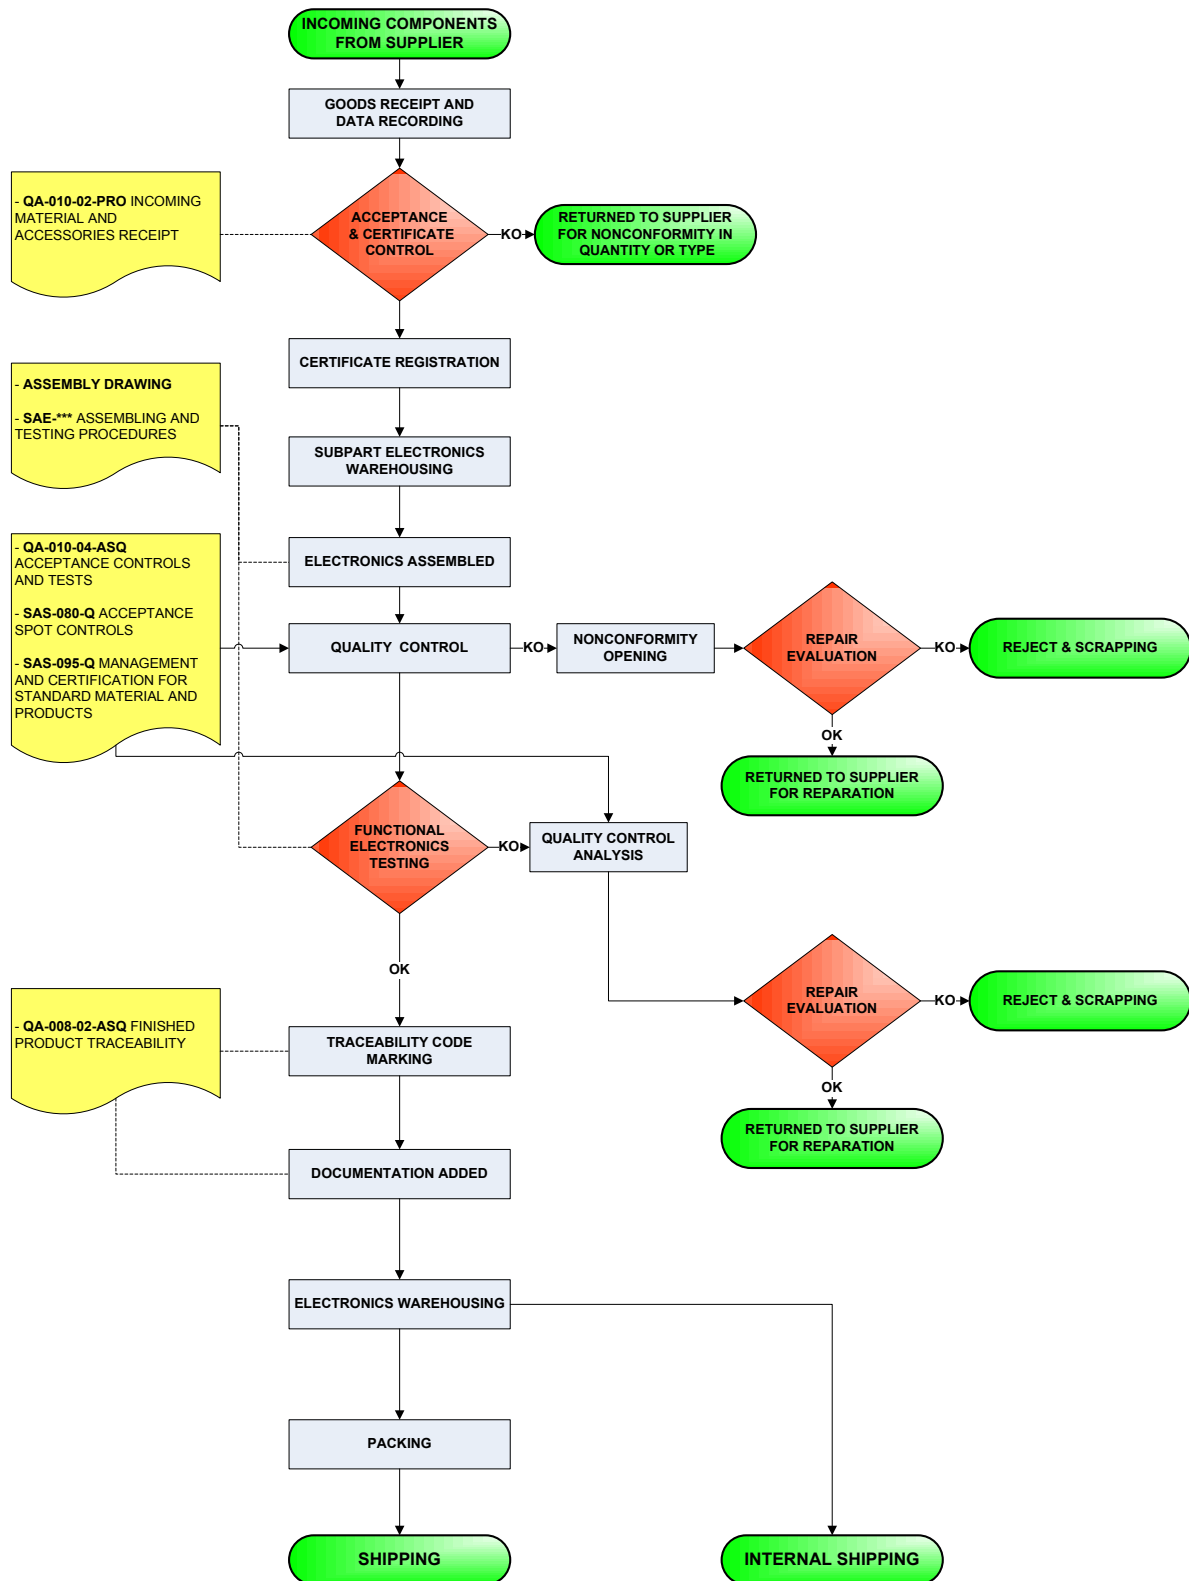 INCOMING COMPONENTS
FROM SUPPLIER
GOODS RECEIPT AND
DATA RECORDING
- QA-010-02-PRO INCOMING
MATERIAL AND
ACCESSORIES RECEIPT
ACCEPTANCE
& CERTIFICATE
CONTROL
KO
RETURNED TO SUPPLIER
FOR NONCONFORMITY IN
QUANTITY OR TYPE
CERTIFICATE REGISTRATION
- ASSEMBLY DRAWING
- SAE-*** ASSEMBLING AND
TESTING PROCEDURES
SUBPART ELECTRONICS
WAREHOUSING
ELECTRONICS ASSEMBLED
- QA-010-04-ASQ
ACCEPTANCE CONTROLS
AND TESTS
- SAS-080-Q ACCEPTANCE
SPOT CONTROLS
- SAS-095-Q MANAGEMENT
AND CERTIFICATION FOR
STANDARD MATERIAL AND
PRODUCTS
QUALITY CONTROL
KO
NONCONFORMITY
OPENING
REPAIR
EVALUATION
KO
REJECT & SCRAPPING
OK
RETURNED TO SUPPLIER
FOR REPARATION
FUNCTIONAL
ELECTRONICS
TESTING
KO
QUALITY CONTROL
ANALYSIS
OK
REPAIR
EVALUATION
KO
REJECT & SCRAPPING
OK
RETURNED TO SUPPLIER
FOR REPARATION
- QA-008-02-ASQ FINISHED
PRODUCT TRACEABILITY
TRACEABILITY CODE
MARKING
DOCUMENTATION ADDED
ELECTRONICS WAREHOUSING
PACKING
SHIPPING
INTERNAL SHIPPING